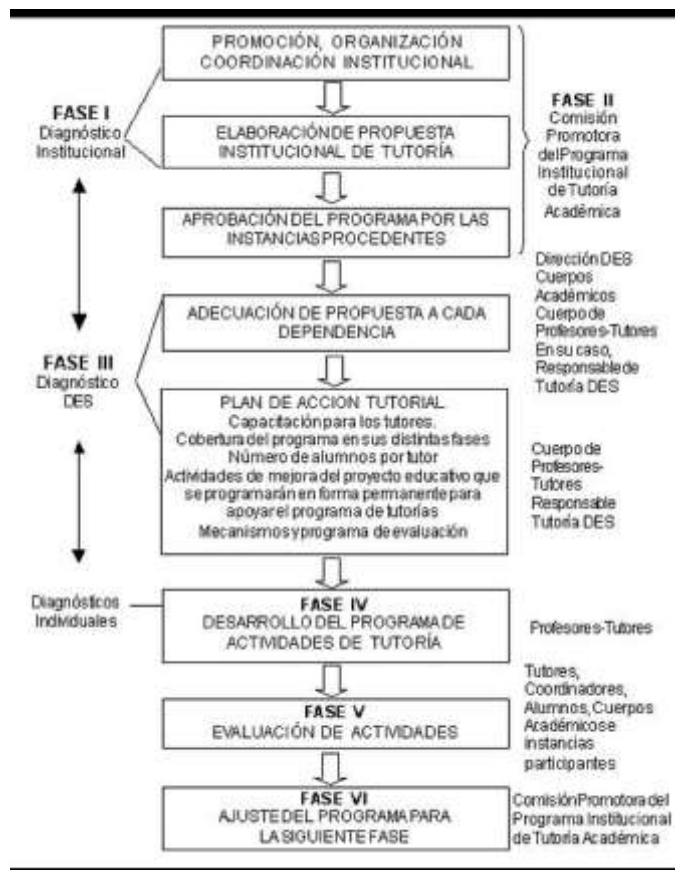 PROMOCIÓN, ORGANIZACIÓN
COORDINACIÓN INSTITUCIONAL
FASE I
Diagnóstico
Institucional
ELABORACIÓN DE PROPUESTA
INSTITUCIONAL DE TUTORÍA
APROBACIÓN DEL PROGRAMA POR LAS
INSTANCIAS PROCEDENTES
FASE II
Comisión
Promotora
del Programa
Institucional
de Tutoría
Académica
ADECUACIÓN DE PROPUESTA A CADA
DEPENDENCIA
Dirección DES
Cuerpos
Académicos
Cuerpo de
Profesores-Tutores
En su caso,
Responsable de
Tutoría DES
FASE III
Diagnóstico
DES
PLAN DE ACCION TUTORIAL
Capacitación para los tutores.
Cobertura del programa en sus distintas fases
Número de alumnos por tutor
Actividades de mejora del proyecto educativo que
se programarán en forma permanente para
apoyar el programa de tutorías
Mecanismos y programa de evaluación
Cuerpo de
Profesores-
Tutores
Responsable
Tutoría DES
Diagnósticos
Individuales
FASE IV
DESARROLLO DEL PROGRAMA DE
ACTIVIDADES DE TUTORÍA
Profesores-Tutores
FASE V
EVALUACIÓN DE ACTIVIDADES
Tutores,
Coordinadores,
Alumnos, Cuerpos
Académicos e
instancias
participantes
FASE VI
AJUSTE DEL PROGRAMA PARA
LA SIGUIENTE FASE
Comisión Promotora del
Programa Institucional
de Tutoría Académica